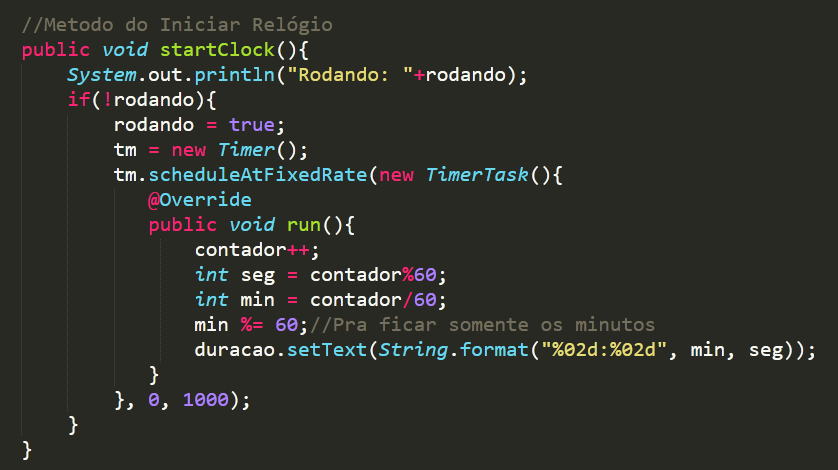 //Metodo do Iniciar Relógio
public void startClock(){
System.out.println("Rodando: "+rodando);
if(!rodando){
rodando = true;
tm = new Timer();
tm.scheduleAtFixedRate(new TimerTask(){
@Override
public void run(){
contador++;
int seg = contador%60;
int min = contador/60;
min %= 60;//Pra ficar somente os minutos
duracao.setText(String.format("%02d:%02d", min, seg));
}
}, 0, 1000);
}
}